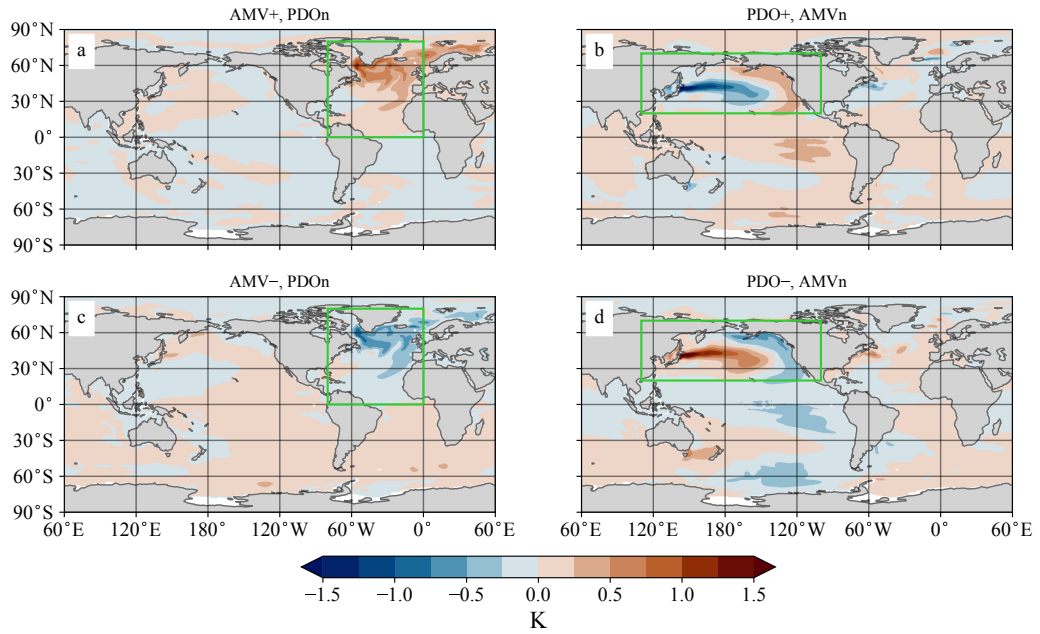 AMV+, PDOn
PDO+, AMVn
90°N
60°N
30°N
0°
30°S
60°S
90°S
a
b
AMV−, PDOn
PDO−, AMVn
90°N
60°N
30°N
0°
30°S
60°S
90°S
c
d
60°E 120°E 180° 120°W 60°W 0° 60°E
60°E 120°E 180° 120°W 60°W 0° 60°E
−1.5 −1.0 −0.5 0.0 0.5 1.0 1.5
K